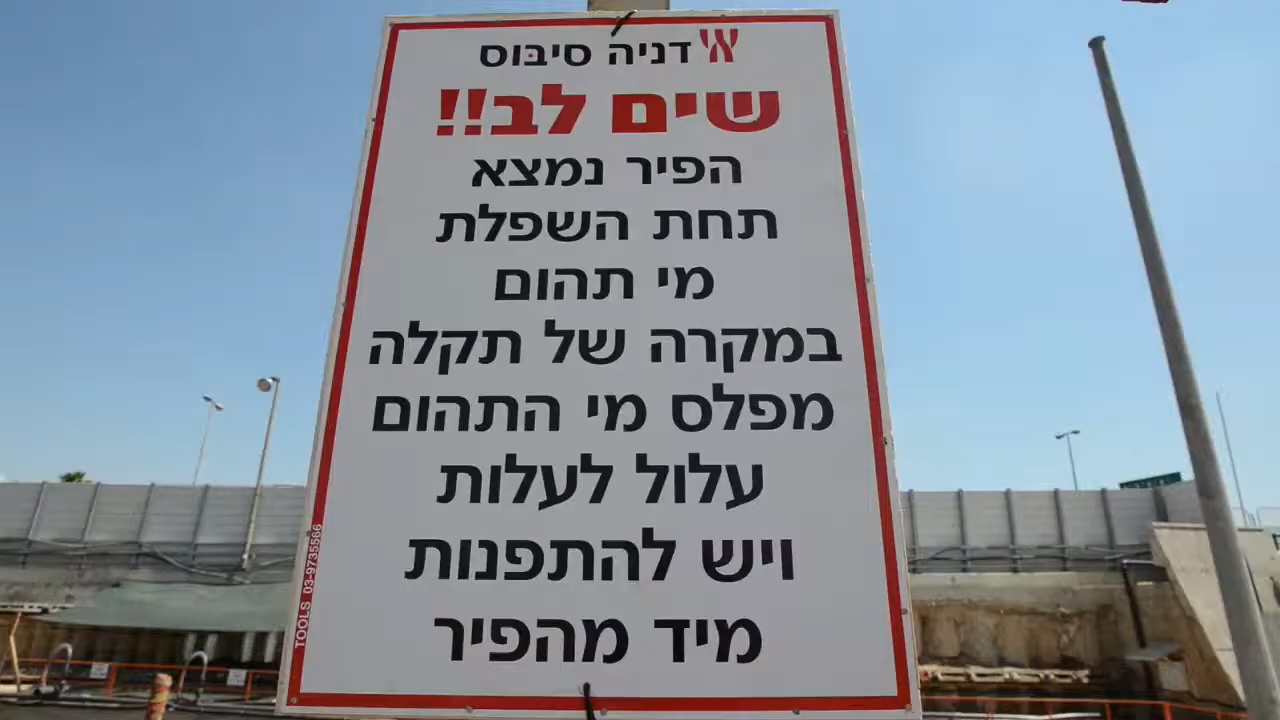 דניה סיבוס
שים לב!!
הפיר נמצא
תחת השפלת
מי תהום
במקרה של תקלה
מפלס מי התהום
עלול לעלות
ויש להתפנות
מיד מהפיר
TOOLS 03-9735566